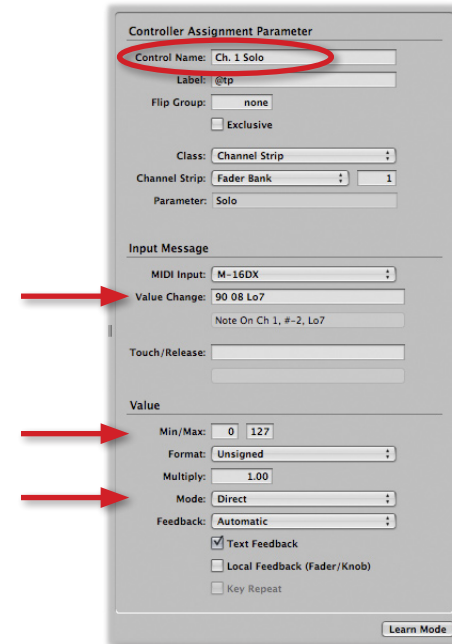 Controller Assignment Parameter
Control Name: Ch. 1 Solo
Label: @tp
Flip Group: none
Exclusive
Class: Channel Strip
Channel Strip: Fader Bank 1
Parameter: Solo
Input Message
MIDI Input: M-16DX
Value Change: 90 08 Lo7
Note On Ch 1, #-2, Lo7
Touch/Release:
Value
Min/Max: 0 127
Format: Unsigned
Multiply: 1.00
Mode: Direct
Feedback: Automatic
Text Feedback
Local Feedback (Fader/Knob)
Key Repeat
Learn Mode